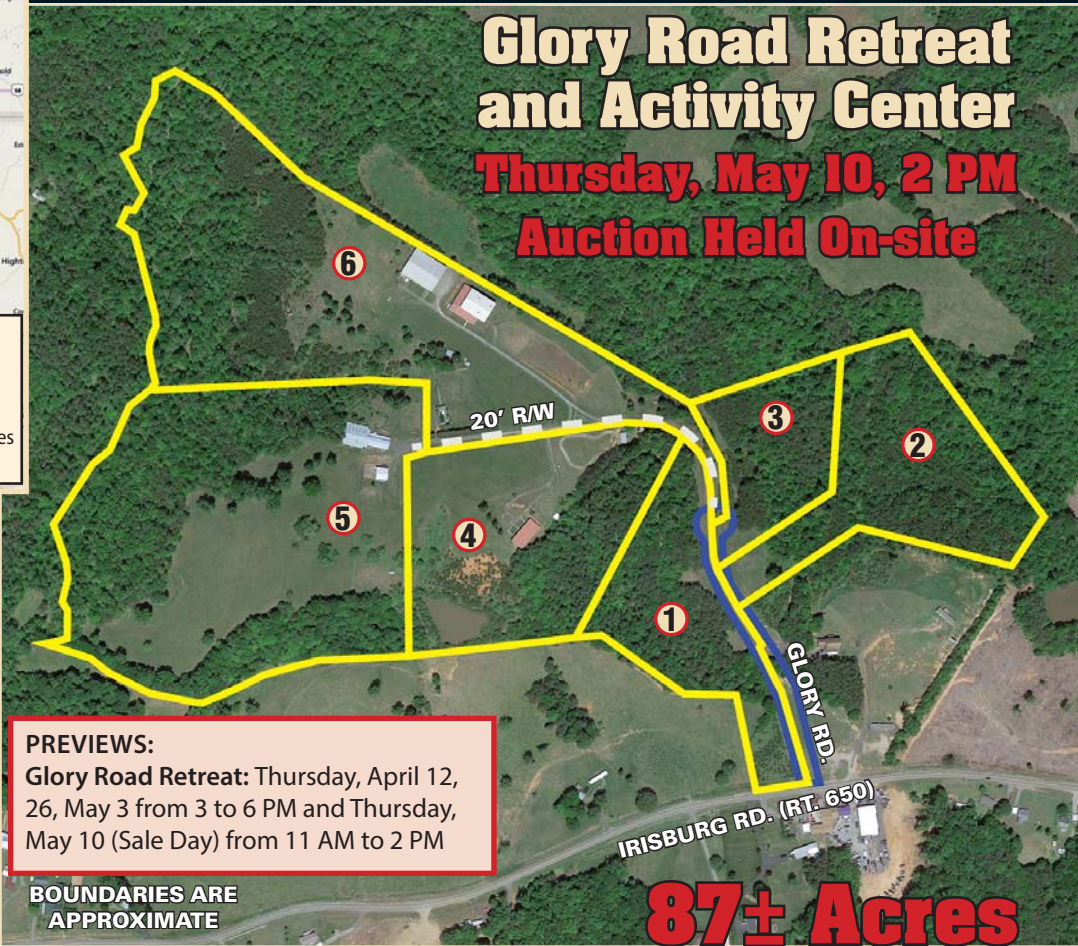 Glory Road Retreat
and Activity Center
Thursday, May 10, 2 PM
Auction Held On-site
58
High
es
6
20' R/W
3
2
5
4
1
GLORY RD.
IRISBURG RD. (RT. 650)
PREVIEWS:
Glory Road Retreat: Thursday, April 12,
26, May 3 from 3 to 6 PM and Thursday,
May 10 (Sale Day) from 11 AM to 2 PM
BOUNDARIES ARE
APPROXIMATE
87± Acres